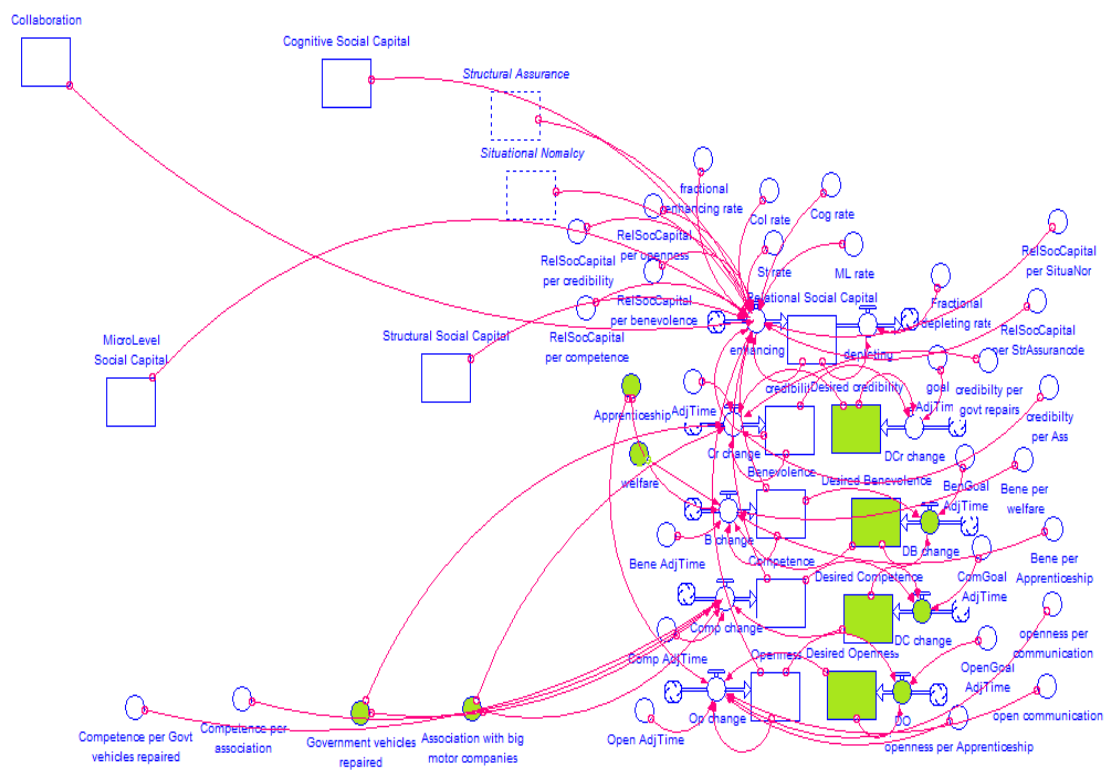 Collaboration
Cognitive Social Capital
Structural Assurance
Situational Nomalcy
fractional
enhancing rate
Col rate
Cog rate
RelSocCapital
per openness
RelSocCapital
per credibility
St rate
ML rate
RelSocCapital
per SituaNor
RelSocCapital
per benevolence
Relational Social Capital
Fractional
depleting rate
MicroLevel
Social Capital
Structural Social Capital
RelSocCapital
per competence
enhancing
depleting
RelSocCapital
per StrAssurancde
Apprenticeship
AdjTime
credibility
Desired credibility
goal
AdjTime
credibilty per
govt repairs
credibilty
per Ass
Cr change
DCr change
welfare
Benevolence
Desired Benevolence
BenGoal
AdjTime
Bene per
welfare
B change
DB change
Bene AdjTime
Competence
Desired Competence
ComGoal
AdjTime
Bene per
Apprenticeship
Comp change
DC change
Comp AdjTime
Openness
Desired Openness
OpenGoal
AdjTime
openness per
communication
Op change
DO
open communication
Open AdjTime
openness per Apprenticeship
Competence per Govt
vehicles repaired
Competence per
association
Government vehicles
repaired
Association with big
motor companies